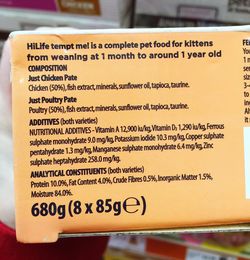 HiLife tempt me! is a complete pet food for kittens
from weaning at 1 month to around 1 year old
COMPOSITION
Just Chicken Pate
Chicken (50%), fish extract, minerals, sunflower oil, tapioca, taurine.
Just Poultry Pate
Poultry (50%), fish extract, minerals, sunflower oil, tapioca, taurine.
ADDITIVES (both varieties)
NUTRITIONAL ADDITIVES - Vitamin A 12,900 iu/kg, Vitamin D₃ 1,290 iu/kg, Ferrous
sulphate monohydrate 9.0 mg/kg, Potassium iodide 10.3 mg/kg, Copper sulphate
pentahydrate 1.3 mg/kg, Manganese sulphate monohydrate 6.4 mg/kg, Zinc
sulphate heptahydrate 258.0 mg/kg.
ANALYTICAL CONSTITUENTS (both varieties)
Protein 10.0%, Fat Content 4.0%, Crude Fibres 0.5%, Inorganic Matter 1.5%,
Moisture 84.0%.
680g (8 x 85g℮)